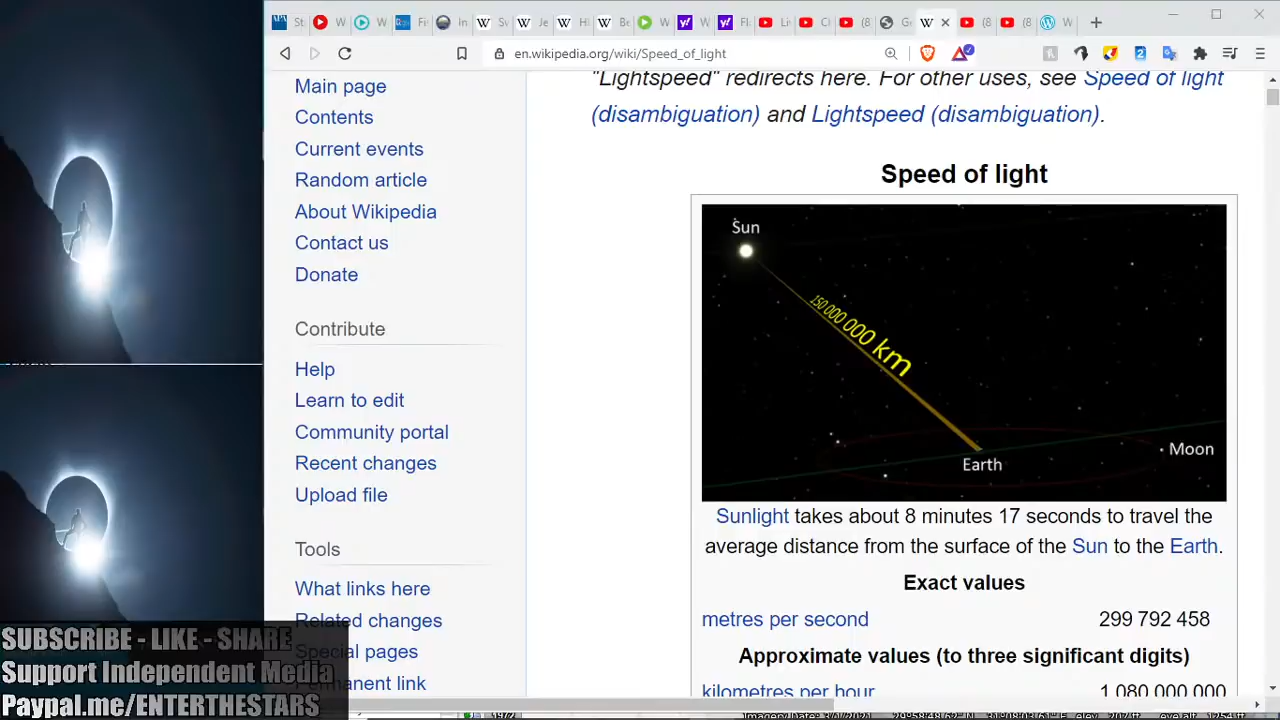 en.wikipedia.org/wiki/Speed_of_light
Main page
Contents
Current events
Random article
About Wikipedia
Contact us
Donate
Contribute
Help
Learn to edit
Community portal
Recent changes
Upload file
Tools
What links here
Related changes
Special pages
manent link
"Lightspeed" redirects here. For other uses, see Speed of light
(disambiguation) and Lightspeed (disambiguation).
Speed of light
Sun
150 000 000 km
Earth
Moon
Sunlight takes about 8 minutes 17 seconds to travel the
average distance from the surface of the Sun to the Earth.
Exact values
metres per second 299 792 458
Approximate values (to three significant digits)
kilometres per hour 1 080 000 000
SUBSCRIBE - LIKE - SHARE
Support Independent Media
Paypal.me/ENTERTHESTARS